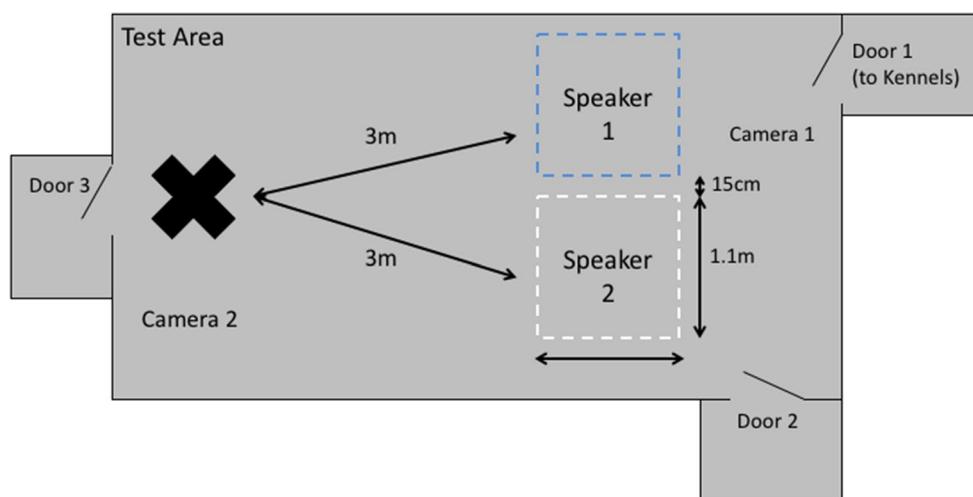 Test Area
Speaker
1
Door 1
(to Kennels)
3m
Camera 1
Door 3
15cm
3m
Speaker
2
1.1m
Camera 2
Door 2